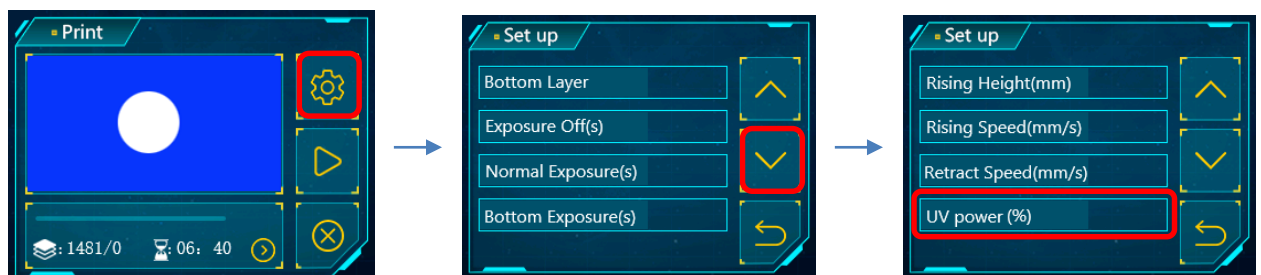 Print
: 1481/0 : 06: 40
Set up
Bottom Layer
Exposure Off(s)
Normal Exposure(s)
Bottom Exposure(s)
Set up
Rising Height(mm)
Rising Speed(mm/s)
Retract Speed(mm/s)
UV power (%)